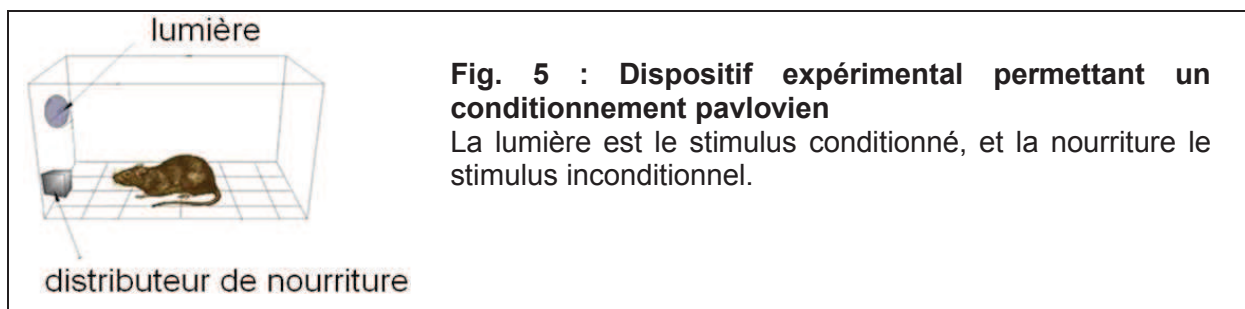 lumière
distributeur de nourriture
Fig. 5 : Dispositif expérimental permettant un
conditionnement pavlovien
La lumière est le stimulus conditionné, et la nourriture le
stimulus inconditionnel.